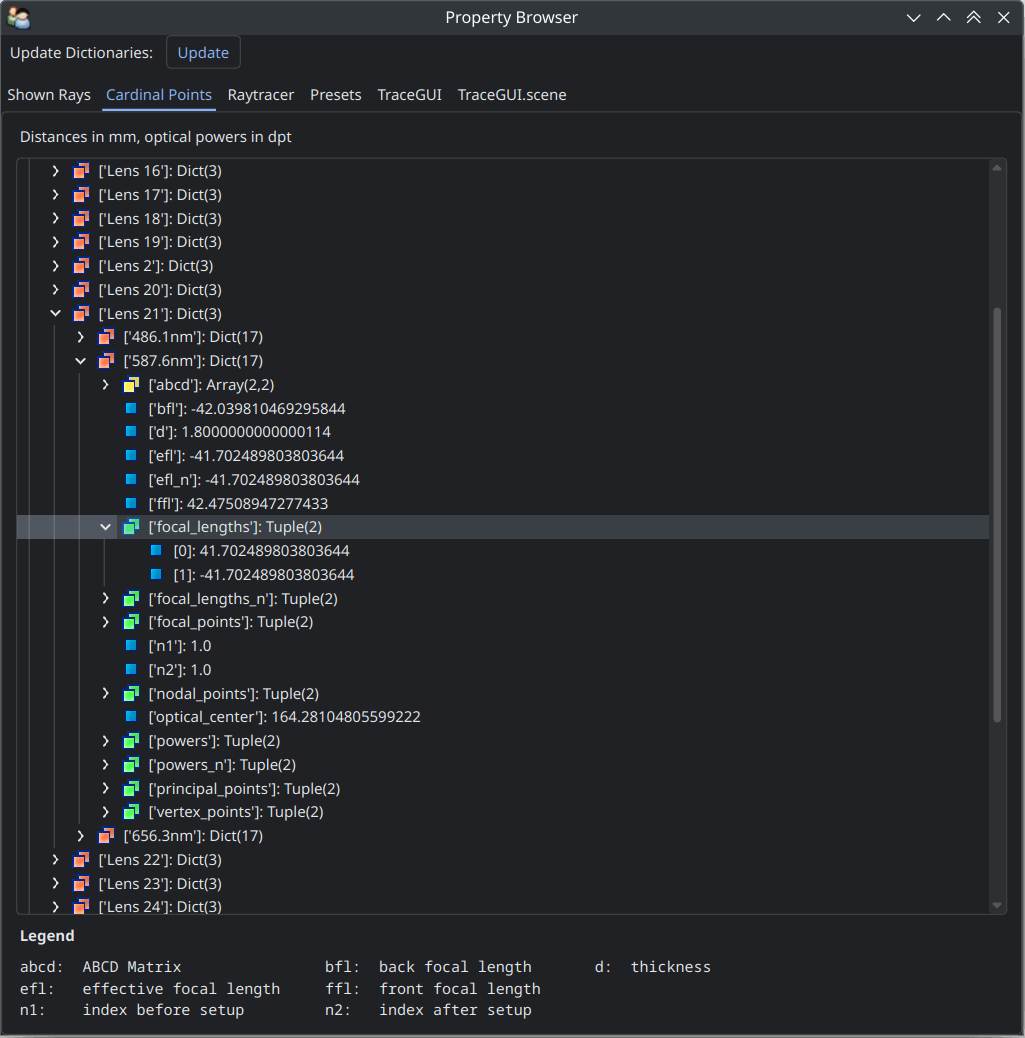 Property Browser
Update Dictionaries: Update
Shown Rays Cardinal Points Raytracer Presets TraceGUI TraceGUI.scene
Distances in mm, optical powers in dpt
['Lens 16']: Dict(3)
['Lens 17']: Dict(3)
['Lens 18']: Dict(3)
['Lens 19']: Dict(3)
['Lens 2']: Dict(3)
['Lens 20']: Dict(3)
['Lens 21']: Dict(3)
['486.1nm']: Dict(17)
['587.6nm']: Dict(17)
['abcd']: Array(2,2)
['bfl']: -42.039810469295844
['d']: 1.8000000000000114
['efl']: -41.702489803803644
['efl_n']: -41.702489803803644
['ffl']: 42.47508947277433
['focal_lengths']: Tuple(2)
[0]: 41.702489803803644
[1]: -41.702489803803644
['focal_lengths_n']: Tuple(2)
['focal_points']: Tuple(2)
['n1']: 1.0
['n2']: 1.0
['nodal_points']: Tuple(2)
['optical_center']: 164.28104805599222
['powers']: Tuple(2)
['powers_n']: Tuple(2)
['principal_points']: Tuple(2)
['vertex_points']: Tuple(2)
['656.3nm']: Dict(17)
['Lens 22']: Dict(3)
['Lens 23']: Dict(3)
['Lens 24']: Dict(3)
Legend
abcd: ABCD Matrix bfl: back focal length d: thickness
efl: effective focal length ffl: front focal length
n1: index before setup n2: index after setup